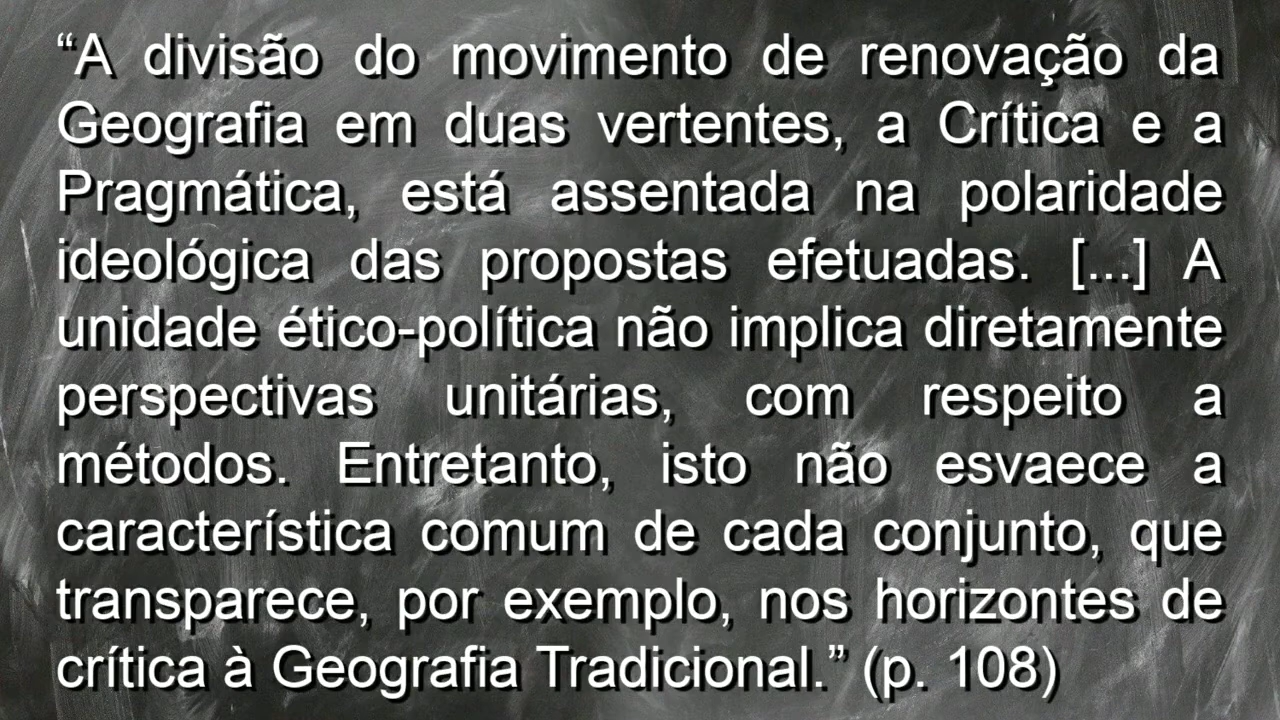 “A divisão do movimento de renovação da
Geografia em duas vertentes, a Crítica e a
Pragmática, está assentada na polaridade
ideológica das propostas efetuadas. [...] A
unidade ético-política não implica diretamente
perspectivas unitárias, com respeito a
métodos. Entretanto, isto não esvaece a
característica comum de cada conjunto, que
transparece, por exemplo, nos horizontes de
crítica à Geografia Tradicional.” (p. 108)